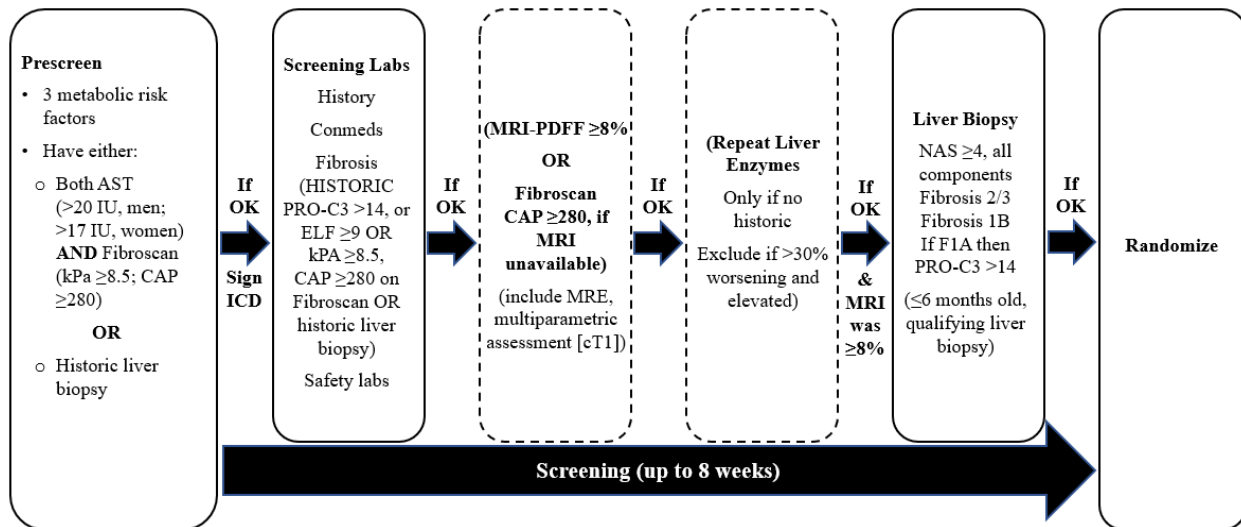 Prescreen
• 3 metabolic risk
factors
• Have either:
o Both AST
(>20 IU, men;
>17 IU, women)
AND Fibroscan
(kPa ≥8.5; CAP
≥280)
OR
o Historic liver
biopsy
If
OK
Sign
ICD
Screening Labs
History
Conmeds
Fibrosis
(HISTORIC
PRO-C3 >14, or
ELF ≥9 OR
kPA ≥8.5,
CAP ≥280 on
Fibroscan OR
historic liver
biopsy)
Safety labs
If
OK
(MRI-PDFF ≥8%
OR
Fibroscan
CAP ≥280, if
MRI
unavailable)
(include MRE,
multiparametric
assessment [cT1])
If
OK
(Repeat Liver
Enzymes
Only if no
historic
Exclude if >30%
worsening and
elevated)
If
OK
&
MRI
was
≥8%
Liver Biopsy
NAS ≥4, all
components
Fibrosis 2/3
Fibrosis 1B
If F1A then
PRO-C3 >14
(≤6 months old,
qualifying liver
biopsy)
If
OK
Randomize
Screening (up to 8 weeks)